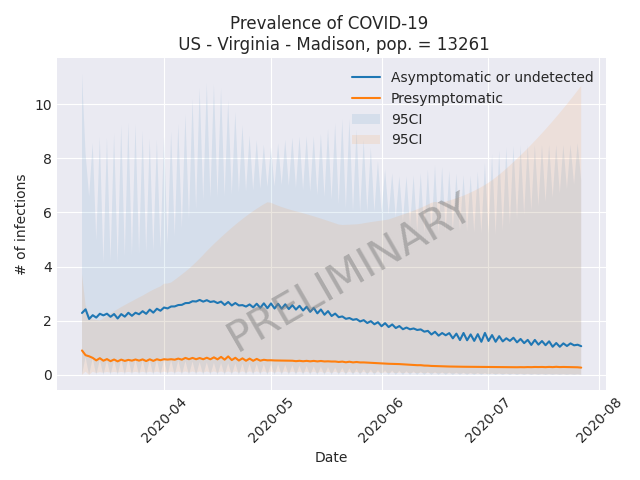 Prevalence of COVID-19
US - Virginia - Madison, pop. = 13261
Asymptomatic or undetected
Presymptomatic
95CI
95CI
10
8
6
4
2
0
# of infections
PRELIMINARY
2020-04
2020-05
2020-06
2020-07
2020-08
Date